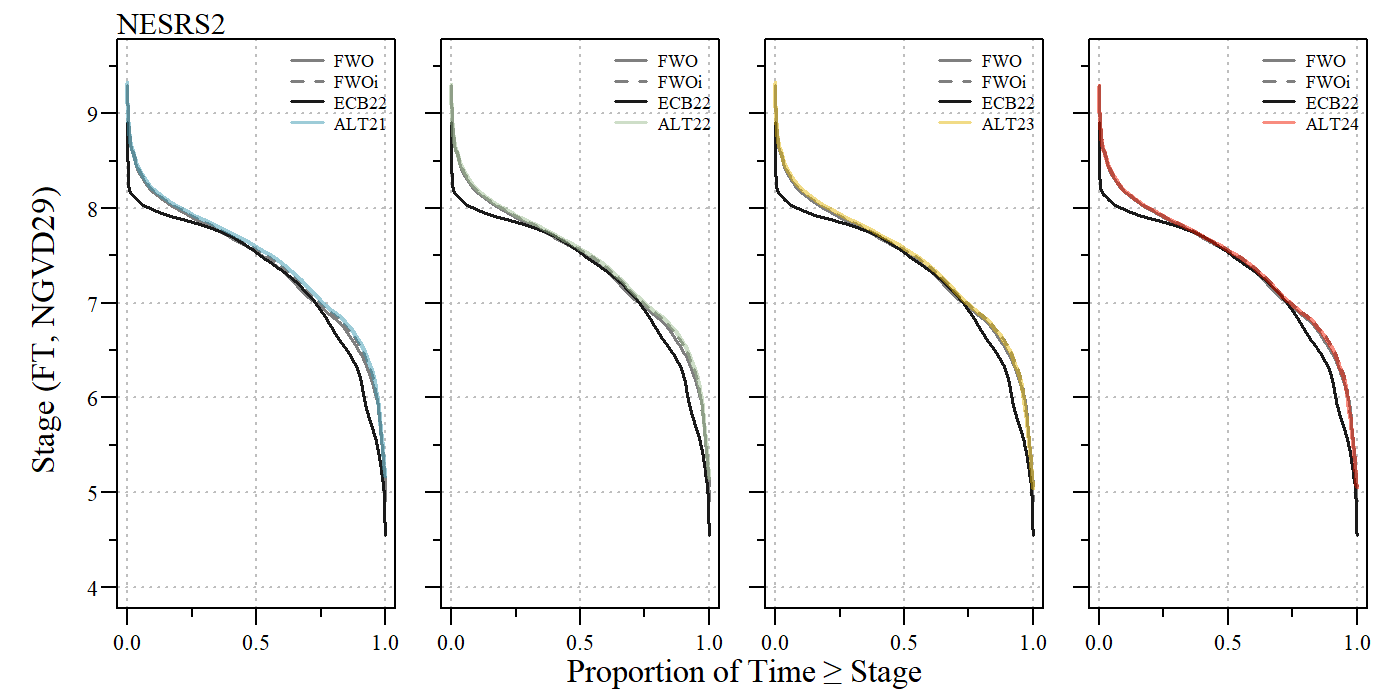 NESRS2
FWO
FWOi
ECB22
ALT21
FWO
FWOi
ECB22
ALT22
FWO
FWOi
ECB22
ALT23
FWO
FWOi
ECB22
ALT24
Stage (FT, NGVD29)
9
8
7
6
5
4
0.0 0.5 1.0
0.0 0.5 1.0
0.0 0.5 1.0
0.0 0.5 1.0
Proportion of Time ≥ Stage